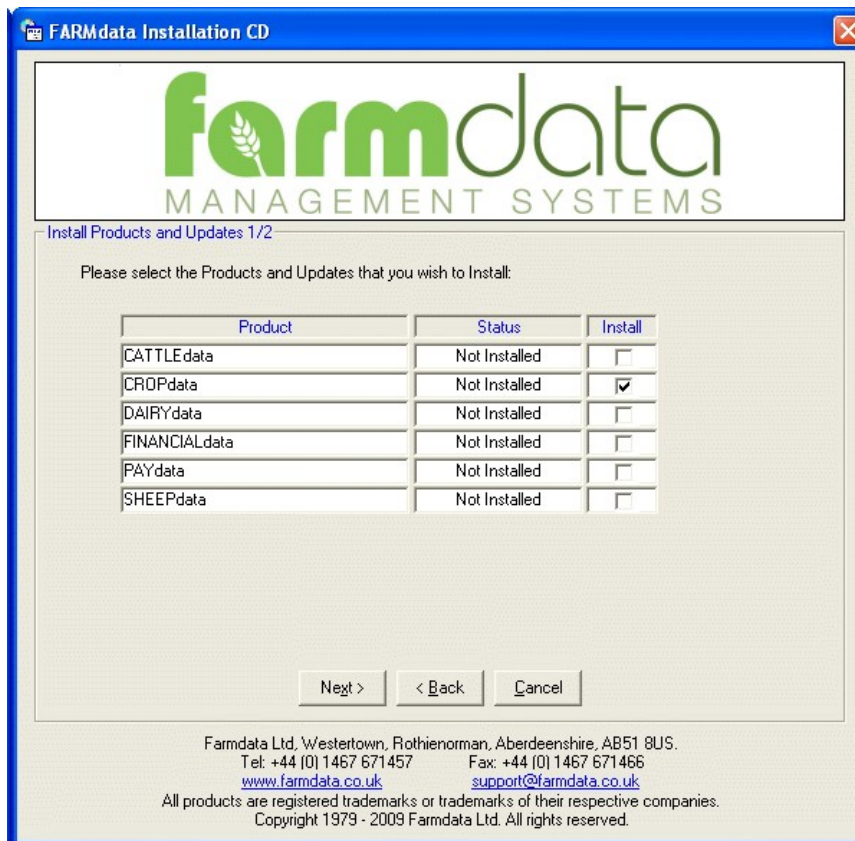 FARMdata Installation CD
farmdata
MANAGEMENT SYSTEMS
Install Products and Updates 1/2
Please select the Products and Updates that you wish to Install:
Product Status Install
CATTLEdata Not Installed
CROPdata Not Installed
DAIRYdata Not Installed
FINANCIALdata Not Installed
PAYdata Not Installed
SHEEPdata Not Installed
Next > < Back Cancel
Farmdata Ltd, Westertown, Rothienorman, Aberdeenshire, AB51 8US.
Tel: +44 (0) 1467 671457 Fax: +44 (0) 1467 671466
www.farmdata.co.uk support@farmdata.co.uk
All products are registered trademarks or trademarks of their respective companies.
Copyright 1979 - 2009 Farmdata Ltd. All rights reserved.